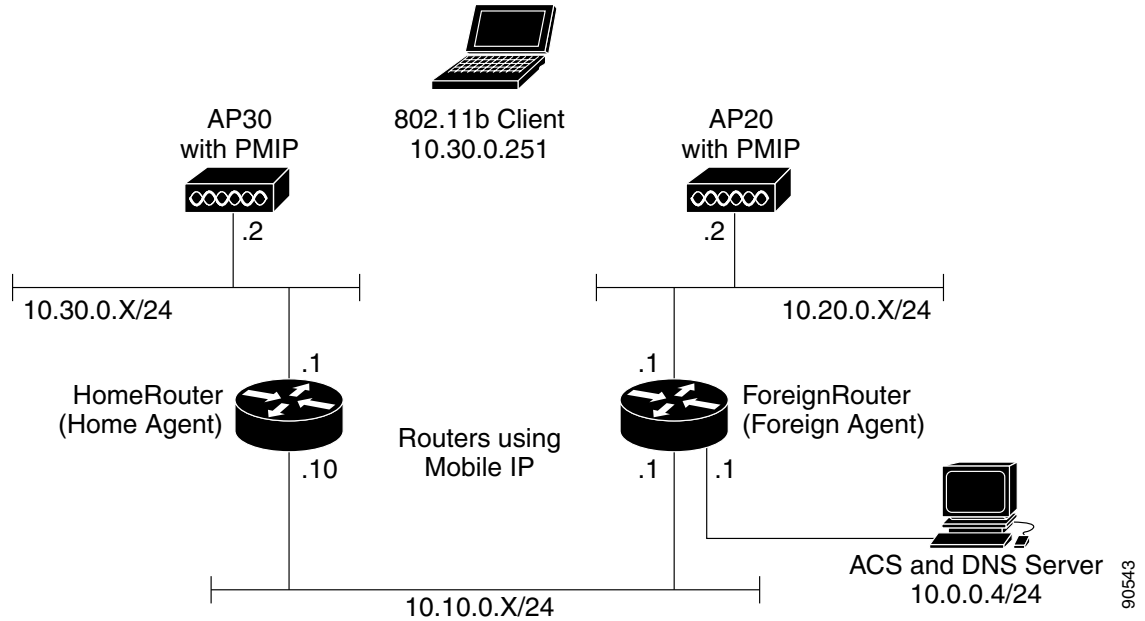 AP30
with PMIP
802.11b Client
10.30.0.251
AP20
with PMIP
.2
.2
10.30.0.X/24
10.20.0.X/24
.1
.1
HomeRouter
(Home Agent)
ForeignRouter
(Foreign Agent)
Routers using
Mobile IP
.10
.1
.1
ACS and DNS Server
10.0.0.4/24
10.10.0.X/24
90543